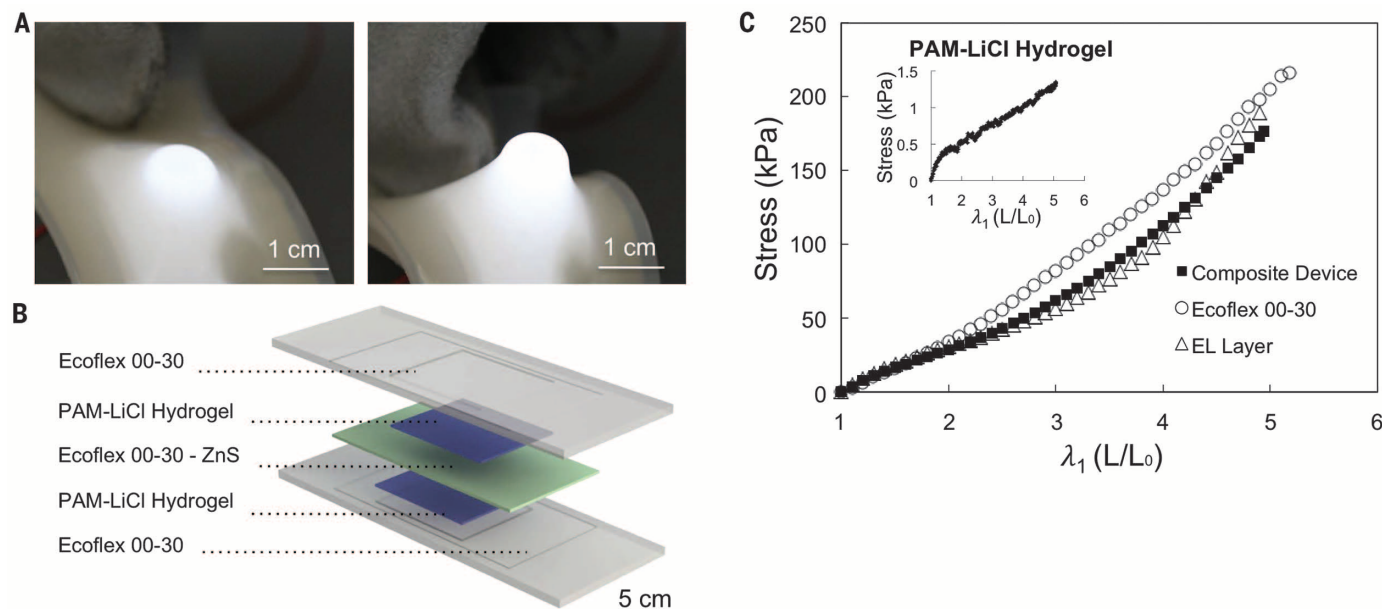 A
1 cm
1 cm
B
Ecoflex 00-30
PAM-LiCl Hydrogel
Ecoflex 00-30 - ZnS
PAM-LiCl Hydrogel
Ecoflex 00-30
5 cm
C
250
200
150
100
50
0
Stress (kPa)
1 2 3 4 5 6
λ₁ (L/L₀)
PAM-LiCl Hydrogel
1.5
1
0.5
0
Stress (kPa)
1 2 3 4 5 6
λ₁ (L/L₀)
■ Composite Device
○ Ecoflex 00-30
△ EL Layer